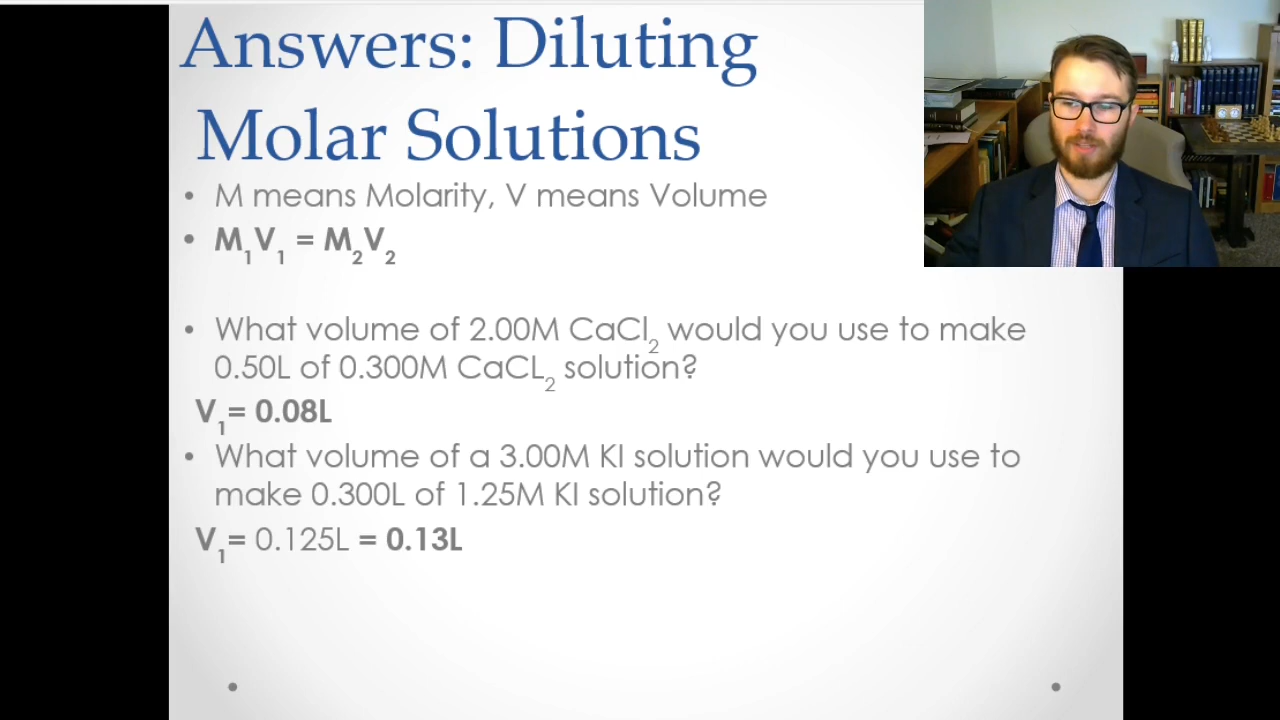 Answers: Diluting
Molar Solutions
• M means Molarity, V means Volume
• M₁V₁ = M₂V₂
• What volume of 2.00M CaCl₂ would you use to make
0.50L of 0.300M CaCL₂ solution?
V₁= 0.08L
• What volume of a 3.00M KI solution would you use to
make 0.300L of 1.25M KI solution?
V₁= 0.125L = 0.13L